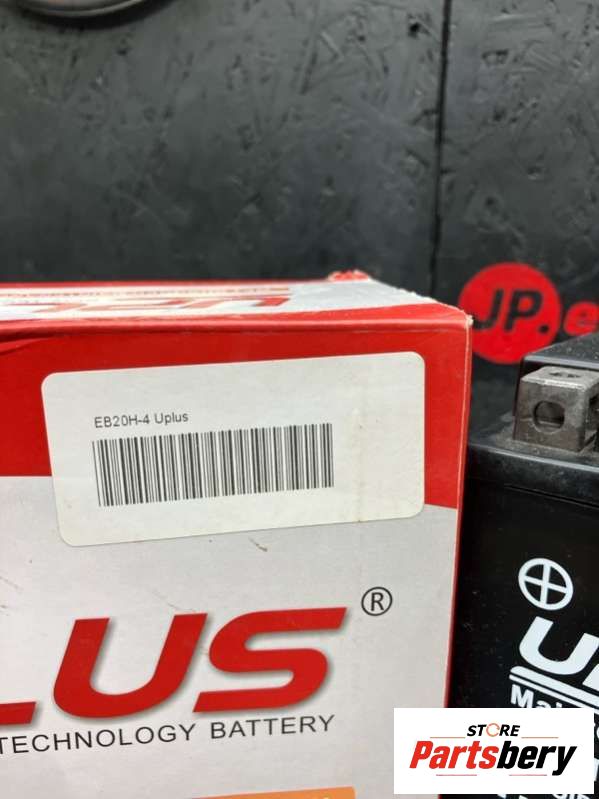 JP.e
EB20H-4 Uplus
LUS®
TECHNOLOGY BATTERY
STORE
Partsbery